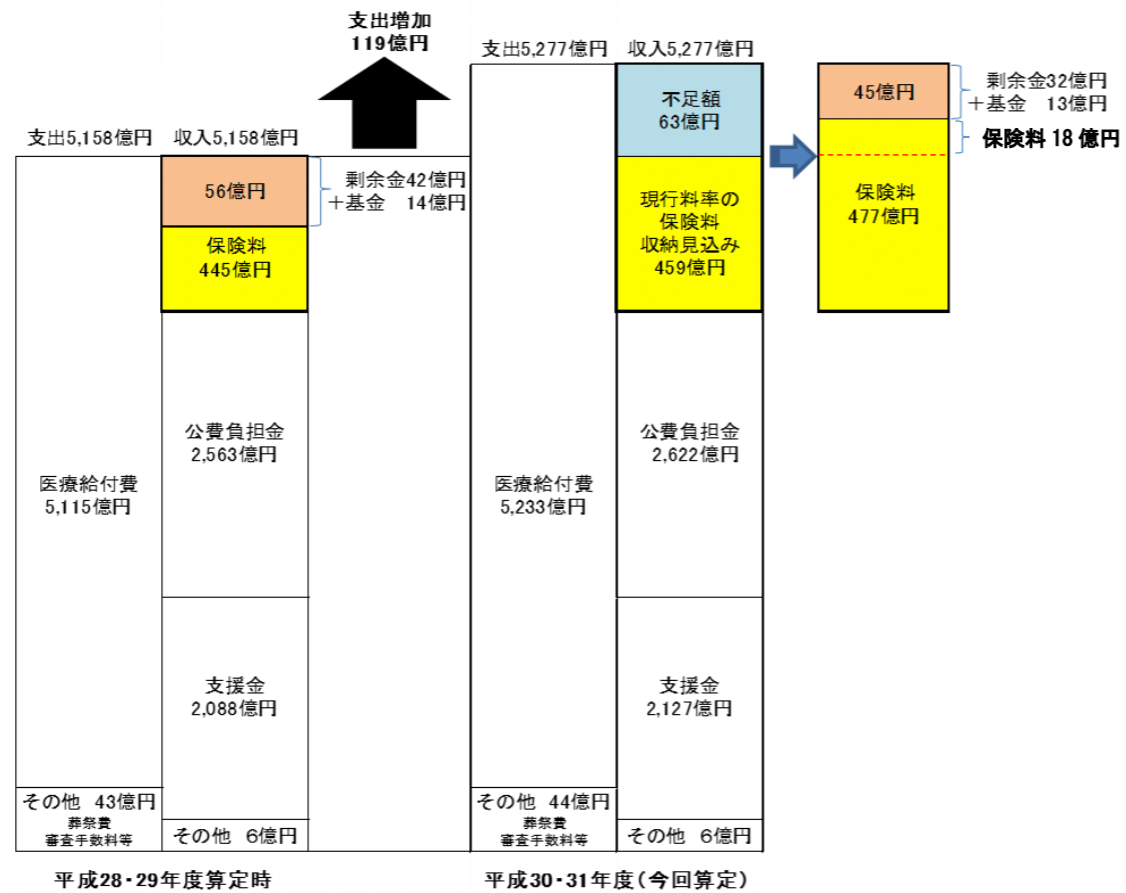 支出増加
119億円
支出5,158億円
収入5,158億円
56億円
剰余金42億円
+基金 14億円
保険料
445億円
公費負担金
2,563億円
医療給付費
5,115億円
支援金
2,088億円
その他 43億円
葬祭費
審査手数料等
その他 6億円
平成28・29年度算定時
支出5,277億円
収入5,277億円
不足額
63億円
現行料率の
保険料
収納見込み
459億円
公費負担金
2,622億円
医療給付費
5,233億円
支援金
2,127億円
その他 44億円
葬祭費
審査手数料等
その他 6億円
平成30・31年度(今回算定)
45億円
剰余金32億円
+基金 13億円
保険料 18 億円
保険料
477億円